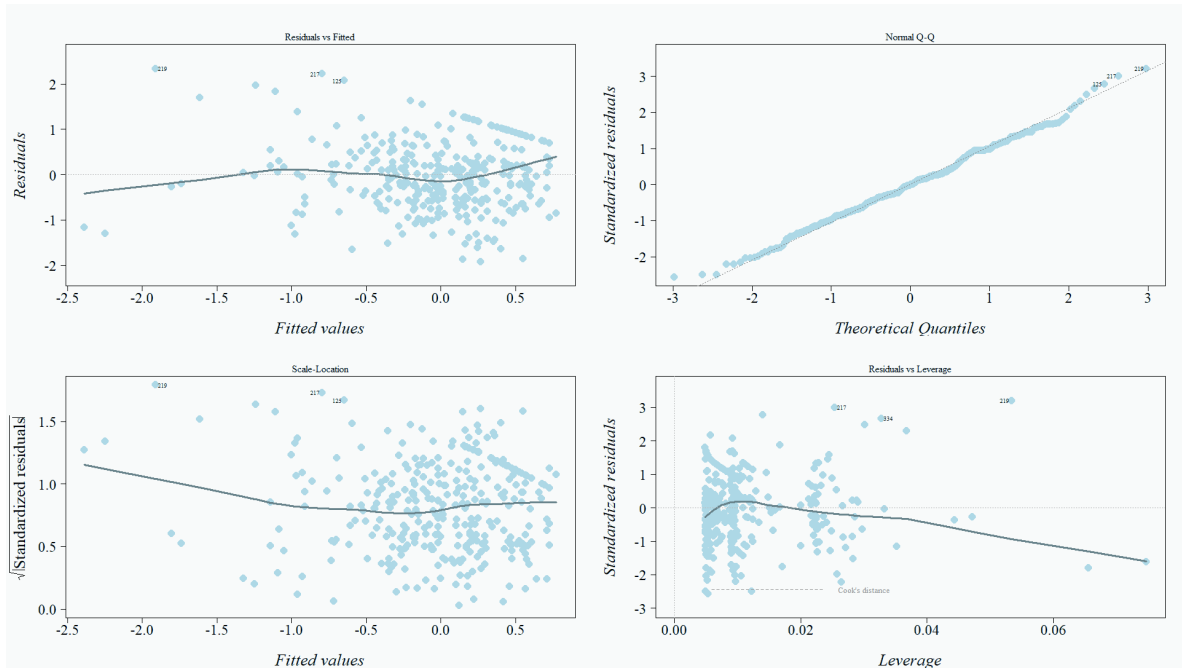 Residuals vs Fitted
Residuals
2
1
0
-1
-2
219
217
125
-2.5 -2.0 -1.5 -1.0 -0.5 0.0 0.5
Fitted values
Normal Q-Q
Standardized residuals
3
2
1
0
-1
-2
125
217
219
-3 -2 -1 0 1 2 3
Theoretical Quantiles
Scale-Location
√|Standardized residuals|
1.5
1.0
0.5
0.0
219
217
125
-2.5 -2.0 -1.5 -1.0 -0.5 0.0 0.5
Fitted values
Residuals vs Leverage
Standardized residuals
3
2
1
0
-1
-2
-3
217
334
219
Cook's distance
0.00 0.02 0.04 0.06
Leverage